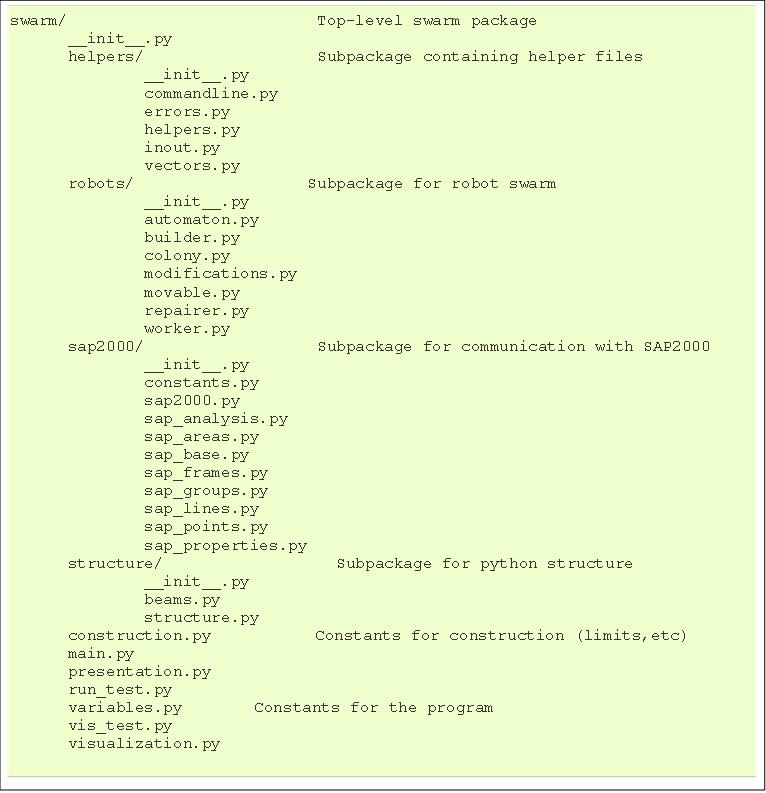 swarm/ Top-level swarm package
__init__.py
helpers/ Subpackage containing helper files
__init__.py
commandline.py
errors.py
helpers.py
inout.py
vectors.py
robots/ Subpackage for robot swarm
__init__.py
automaton.py
builder.py
colony.py
modifications.py
movable.py
repairer.py
worker.py
sap2000/ Subpackage for communication with SAP2000
__init__.py
constants.py
sap2000.py
sap_analysis.py
sap_areas.py
sap_base.py
sap_frames.py
sap_groups.py
sap_lines.py
sap_points.py
sap_properties.py
structure/ Subpackage for python structure
__init__.py
beams.py
structure.py
construction.py Constants for construction (limits,etc)
main.py
presentation.py
run_test.py
variables.py Constants for the program
vis_test.py
visualization.py